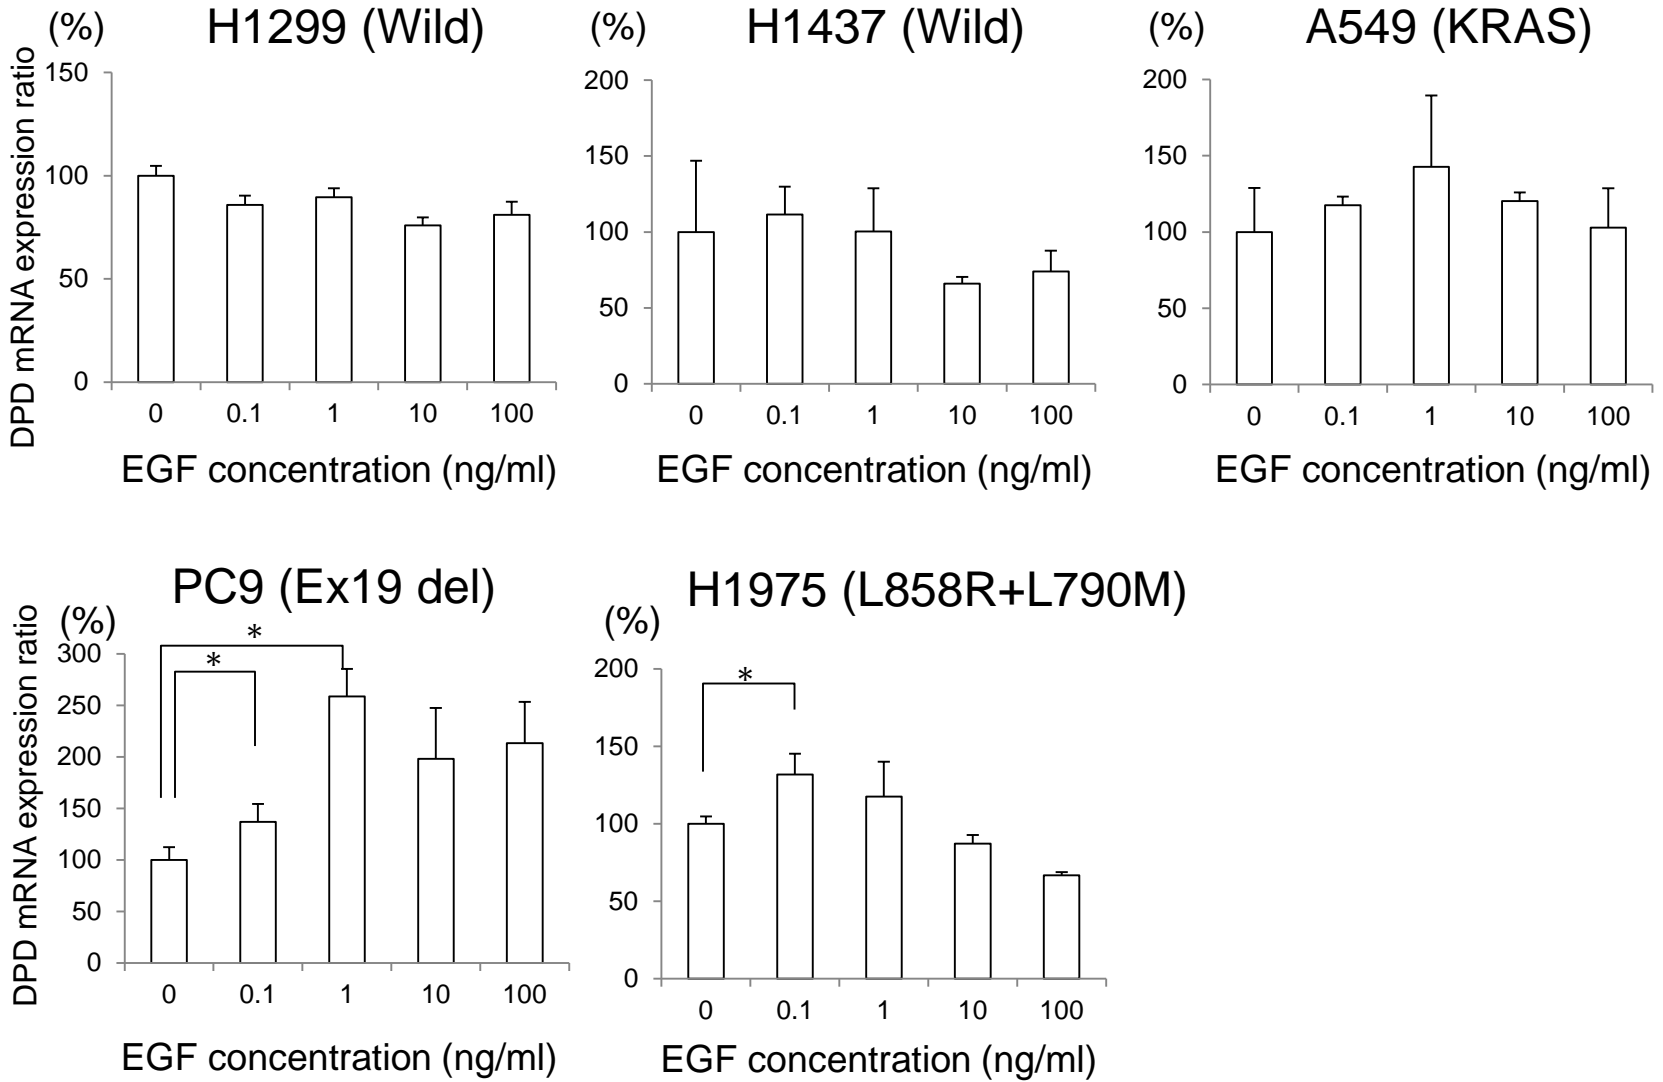 (%) H1299 (Wild)
DPD mRNA expression ratio
150
100
50
0
0 0.1 1 10 100
EGF concentration (ng/ml)
(%) H1437 (Wild)
200
150
100
50
0
0 0.1 1 10 100
EGF concentration (ng/ml)
(%) A549 (KRAS)
200
150
100
50
0
0 0.1 1 10 100
EGF concentration (ng/ml)
PC9 (Ex19 del)
(%)
DPD mRNA expression ratio
*
*
300
250
200
150
100
50
0
0 0.1 1 10 100
EGF concentration (ng/ml)
H1975 (L858R+L790M)
(%)
*
200
150
100
50
0
0 0.1 1 10 100
EGF concentration (ng/ml)